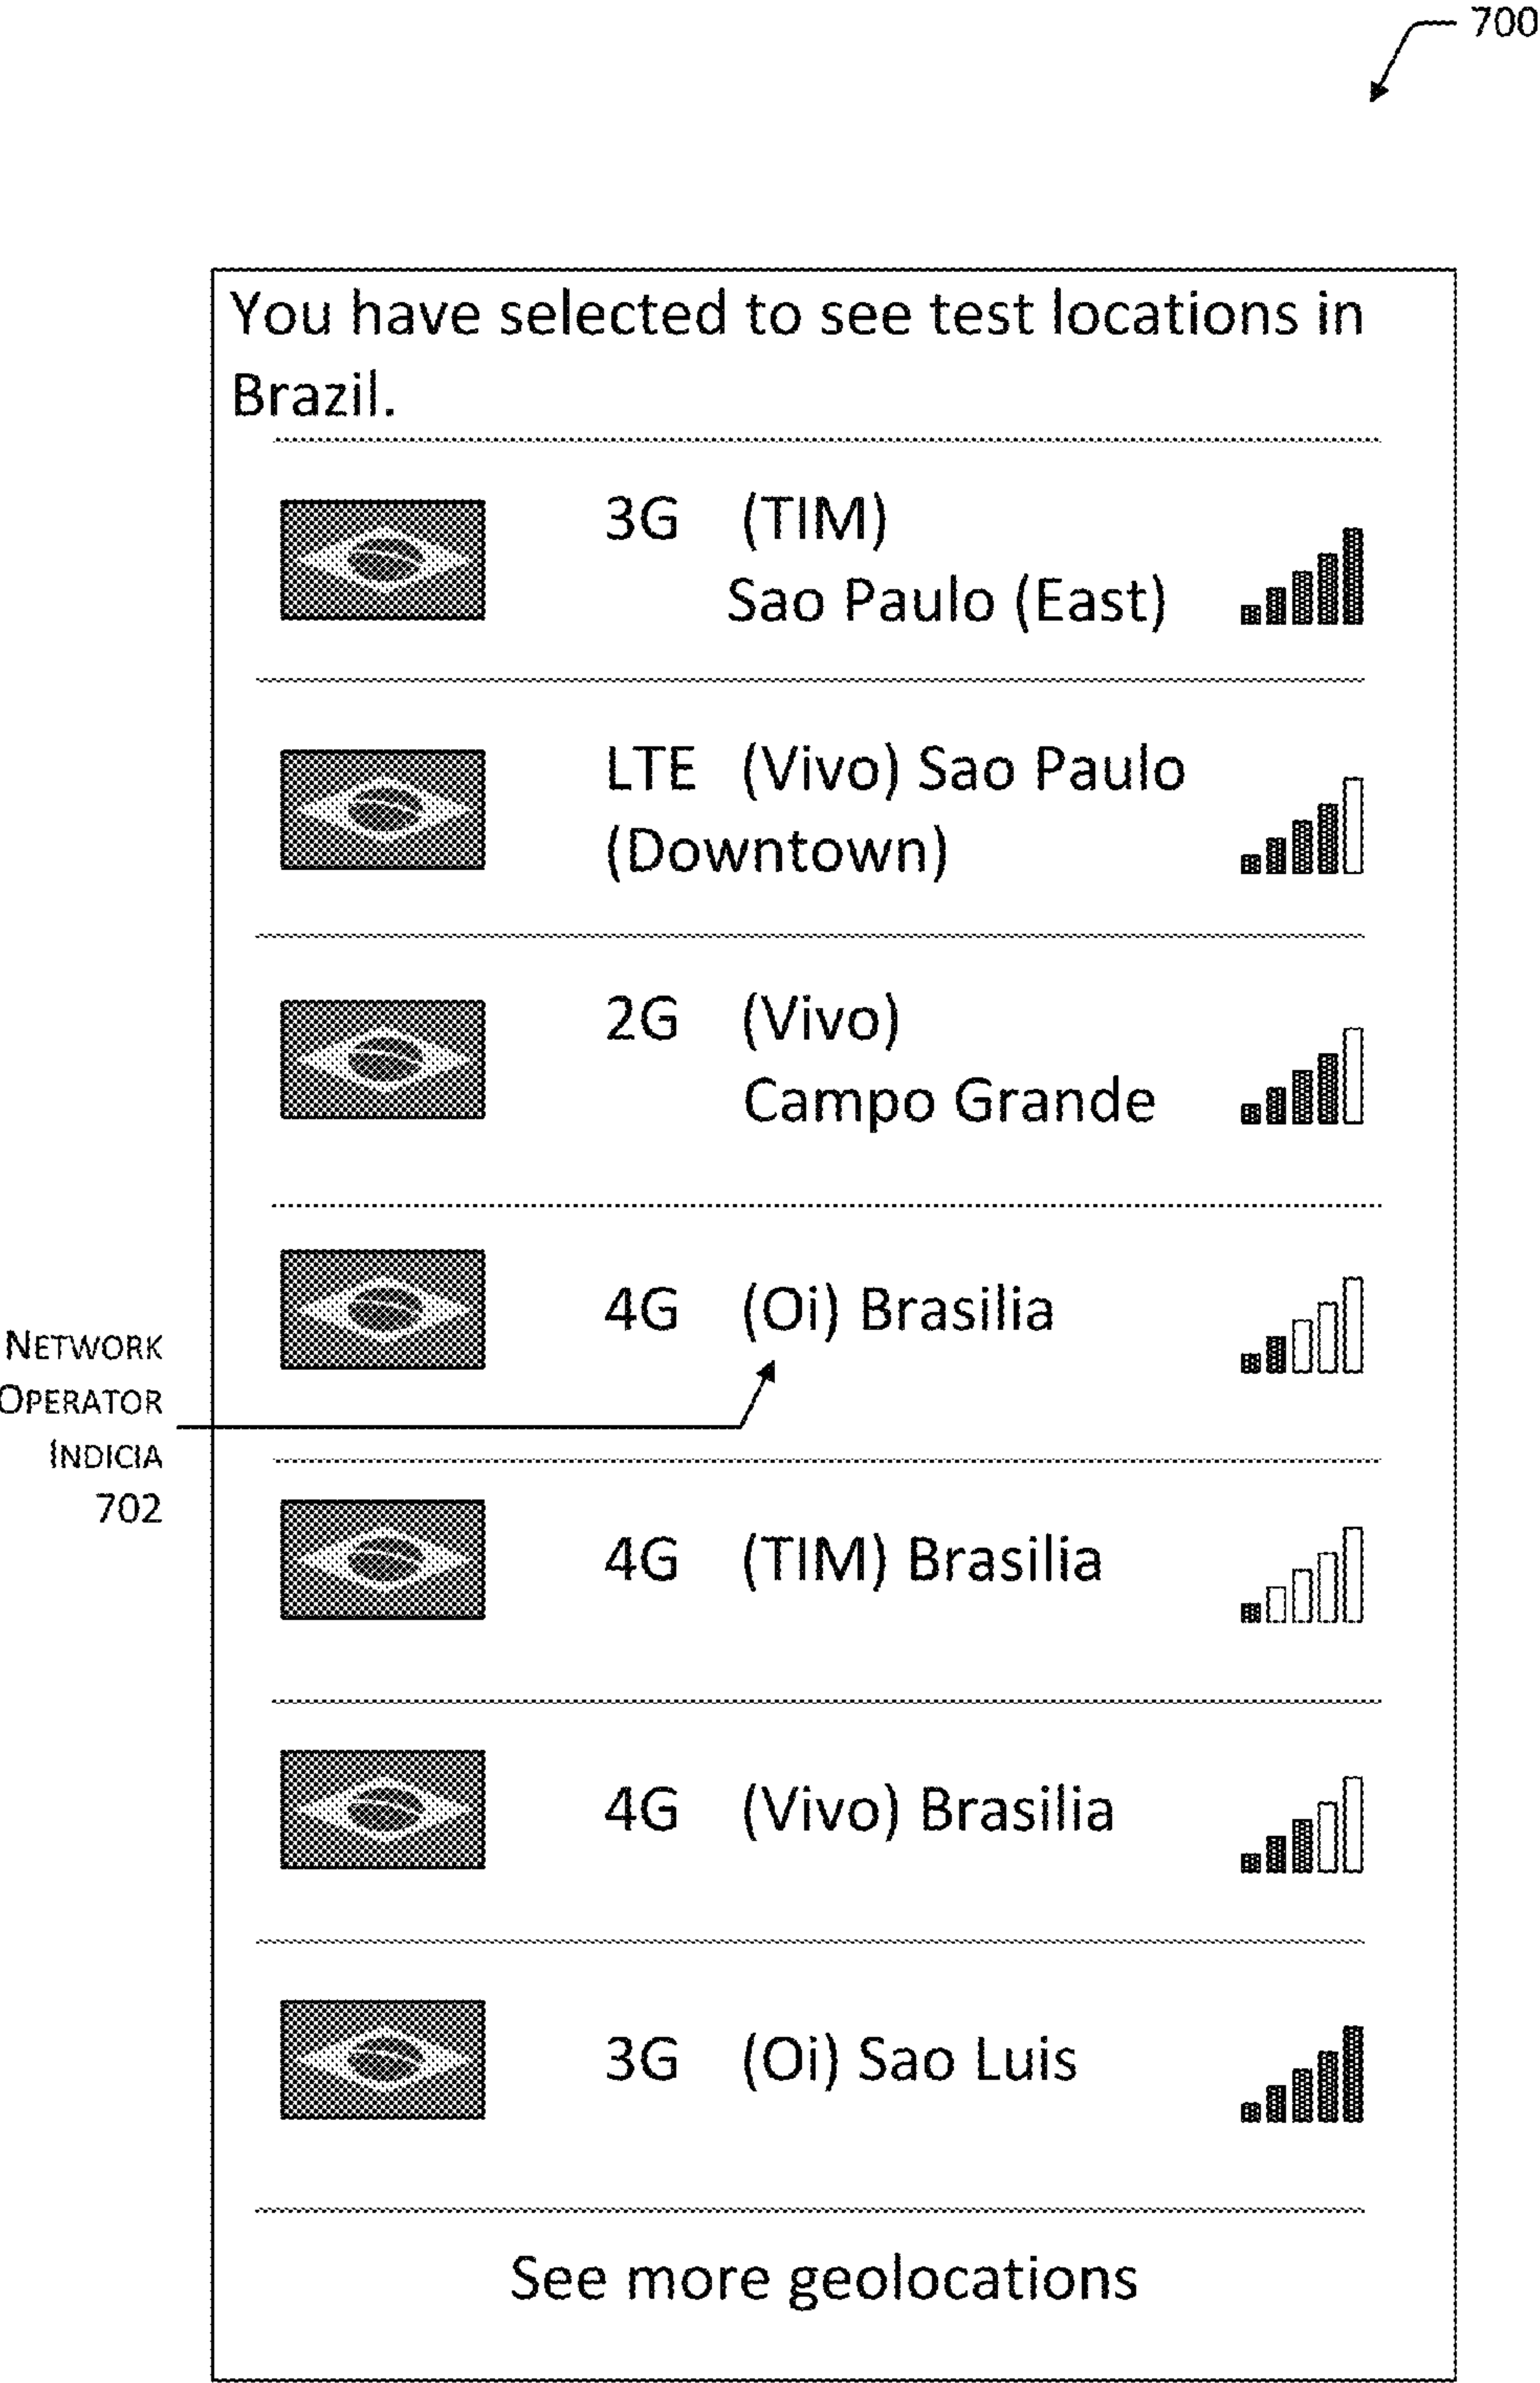 700
You have selected to see test locations in
Brazil.
3G (TIM)
Sao Paulo (East)
LTE (Vivo) Sao Paulo
(Downtown)
2G (Vivo)
Campo Grande
4G (Oi) Brasilia
NETWORK
OPERATOR
INDICIA
702
4G (TIM) Brasilia
4G (Vivo) Brasilia
3G (Oi) Sao Luis
See more geolocations